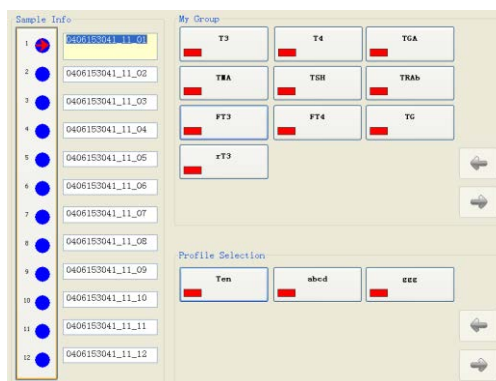 Sample Info
1 0406153041_11_01
2 0406153041_11_02
3 0406153041_11_03
4 0406153041_11_04
5 0406153041_11_05
6 0406153041_11_06
7 0406153041_11_07
8 0406153041_11_08
9 0406153041_11_09
10 0406153041_11_10
11 0406153041_11_11
12 0406153041_11_12
My Group
T3 T4 TGA
TMA TSH TRAb
FT3 FT4 TG
rT3
Profile Selection
Ten abcd ggg